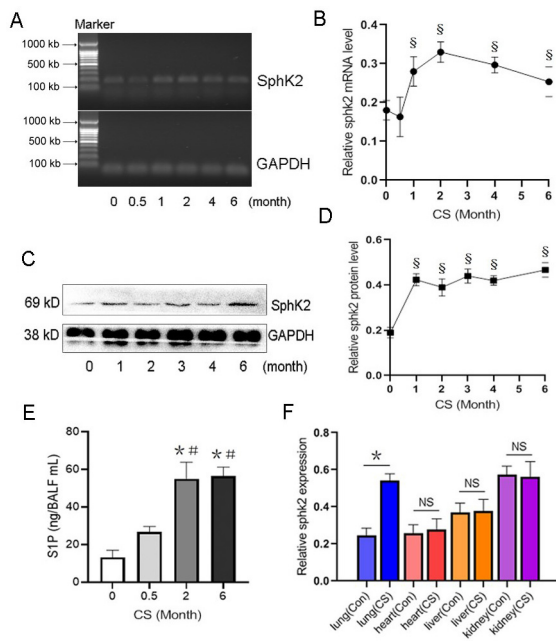 A
Marker
1000 kb
500 kb
100 kb
SphK2
1000 kb
500 kb
100 kb
GAPDH
0 0.5 1 2 4 6 (month)
B
Relative sphk2 mRNA level
0.4
0.3
0.2
0.1
0.0
§ § § §
0 1 2 3 4 5 6
CS (Month)
C
69 kD
SphK2
38 kD
GAPDH
0 1 2 3 4 6 (month)
D
Relative sphk2 protein level
0.6
0.4
0.2
0.0
§ § § § §
0 1 2 3 4 5 6
CS (Month)
E
S1P (ng/BALF mL)
80
60
40
20
0
* # * #
0 0.5 2 6
CS (Month)
F
Relative sphk2 expression
0.8
0.6
0.4
0.2
0.0
* NS NS NS
lung(Con)
lung(CS)
heart(Con)
heart(CS)
liver(Con)
liver(CS)
kidney(Con)
kidney(CS)